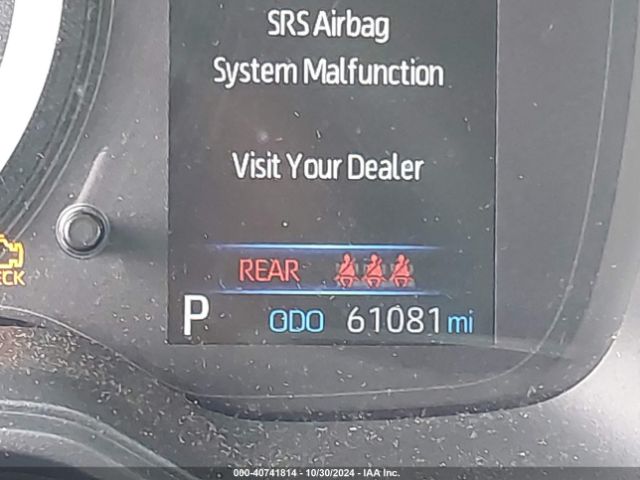 SRS Airbag
System Malfunction
Visit Your Dealer
REAR
P ODO 61081 mi
000-40741814 - 10/30/2024 - IAA Inc.